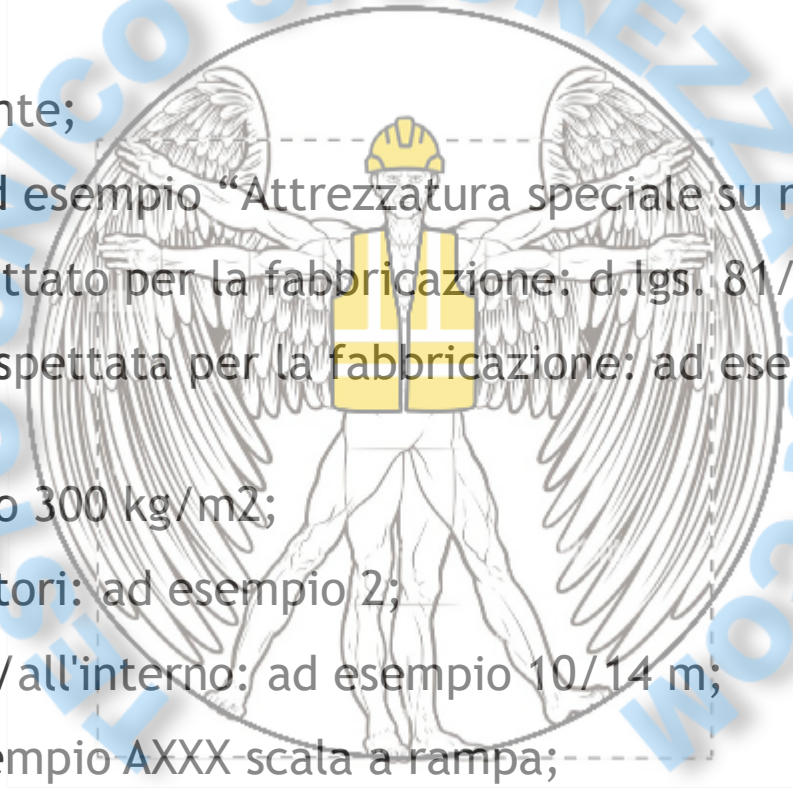 nte;
d esempio “Attrezzatura speciale su r
ttato per la fabbricazione: d.lgs. 81/
spettata per la fabbricazione: ad ese
o 300 kg/m2;
tori: ad esempio 2;
/all'interno: ad esempio 10/14 m;
empio AXXX scala a rampa;